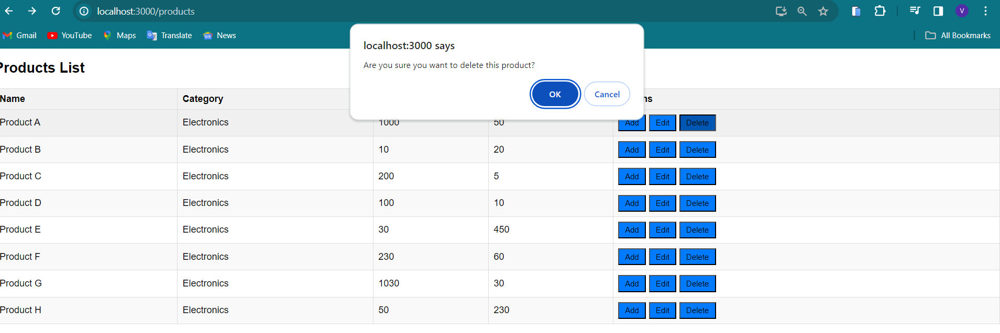 localhost:3000/products
V
Gmail YouTube Maps Translate News All Bookmarks
localhost:3000 says
Are you sure you want to delete this product?
OK Cancel
Products List
Name Category
Product A Electronics 1000 50 Add Edit Delete
Product B Electronics 10 20 Add Edit Delete
Product C Electronics 200 5 Add Edit Delete
Product D Electronics 100 10 Add Edit Delete
Product E Electronics 30 450 Add Edit Delete
Product F Electronics 230 60 Add Edit Delete
Product G Electronics 1030 30 Add Edit Delete
Product H Electronics 50 230 Add Edit Delete